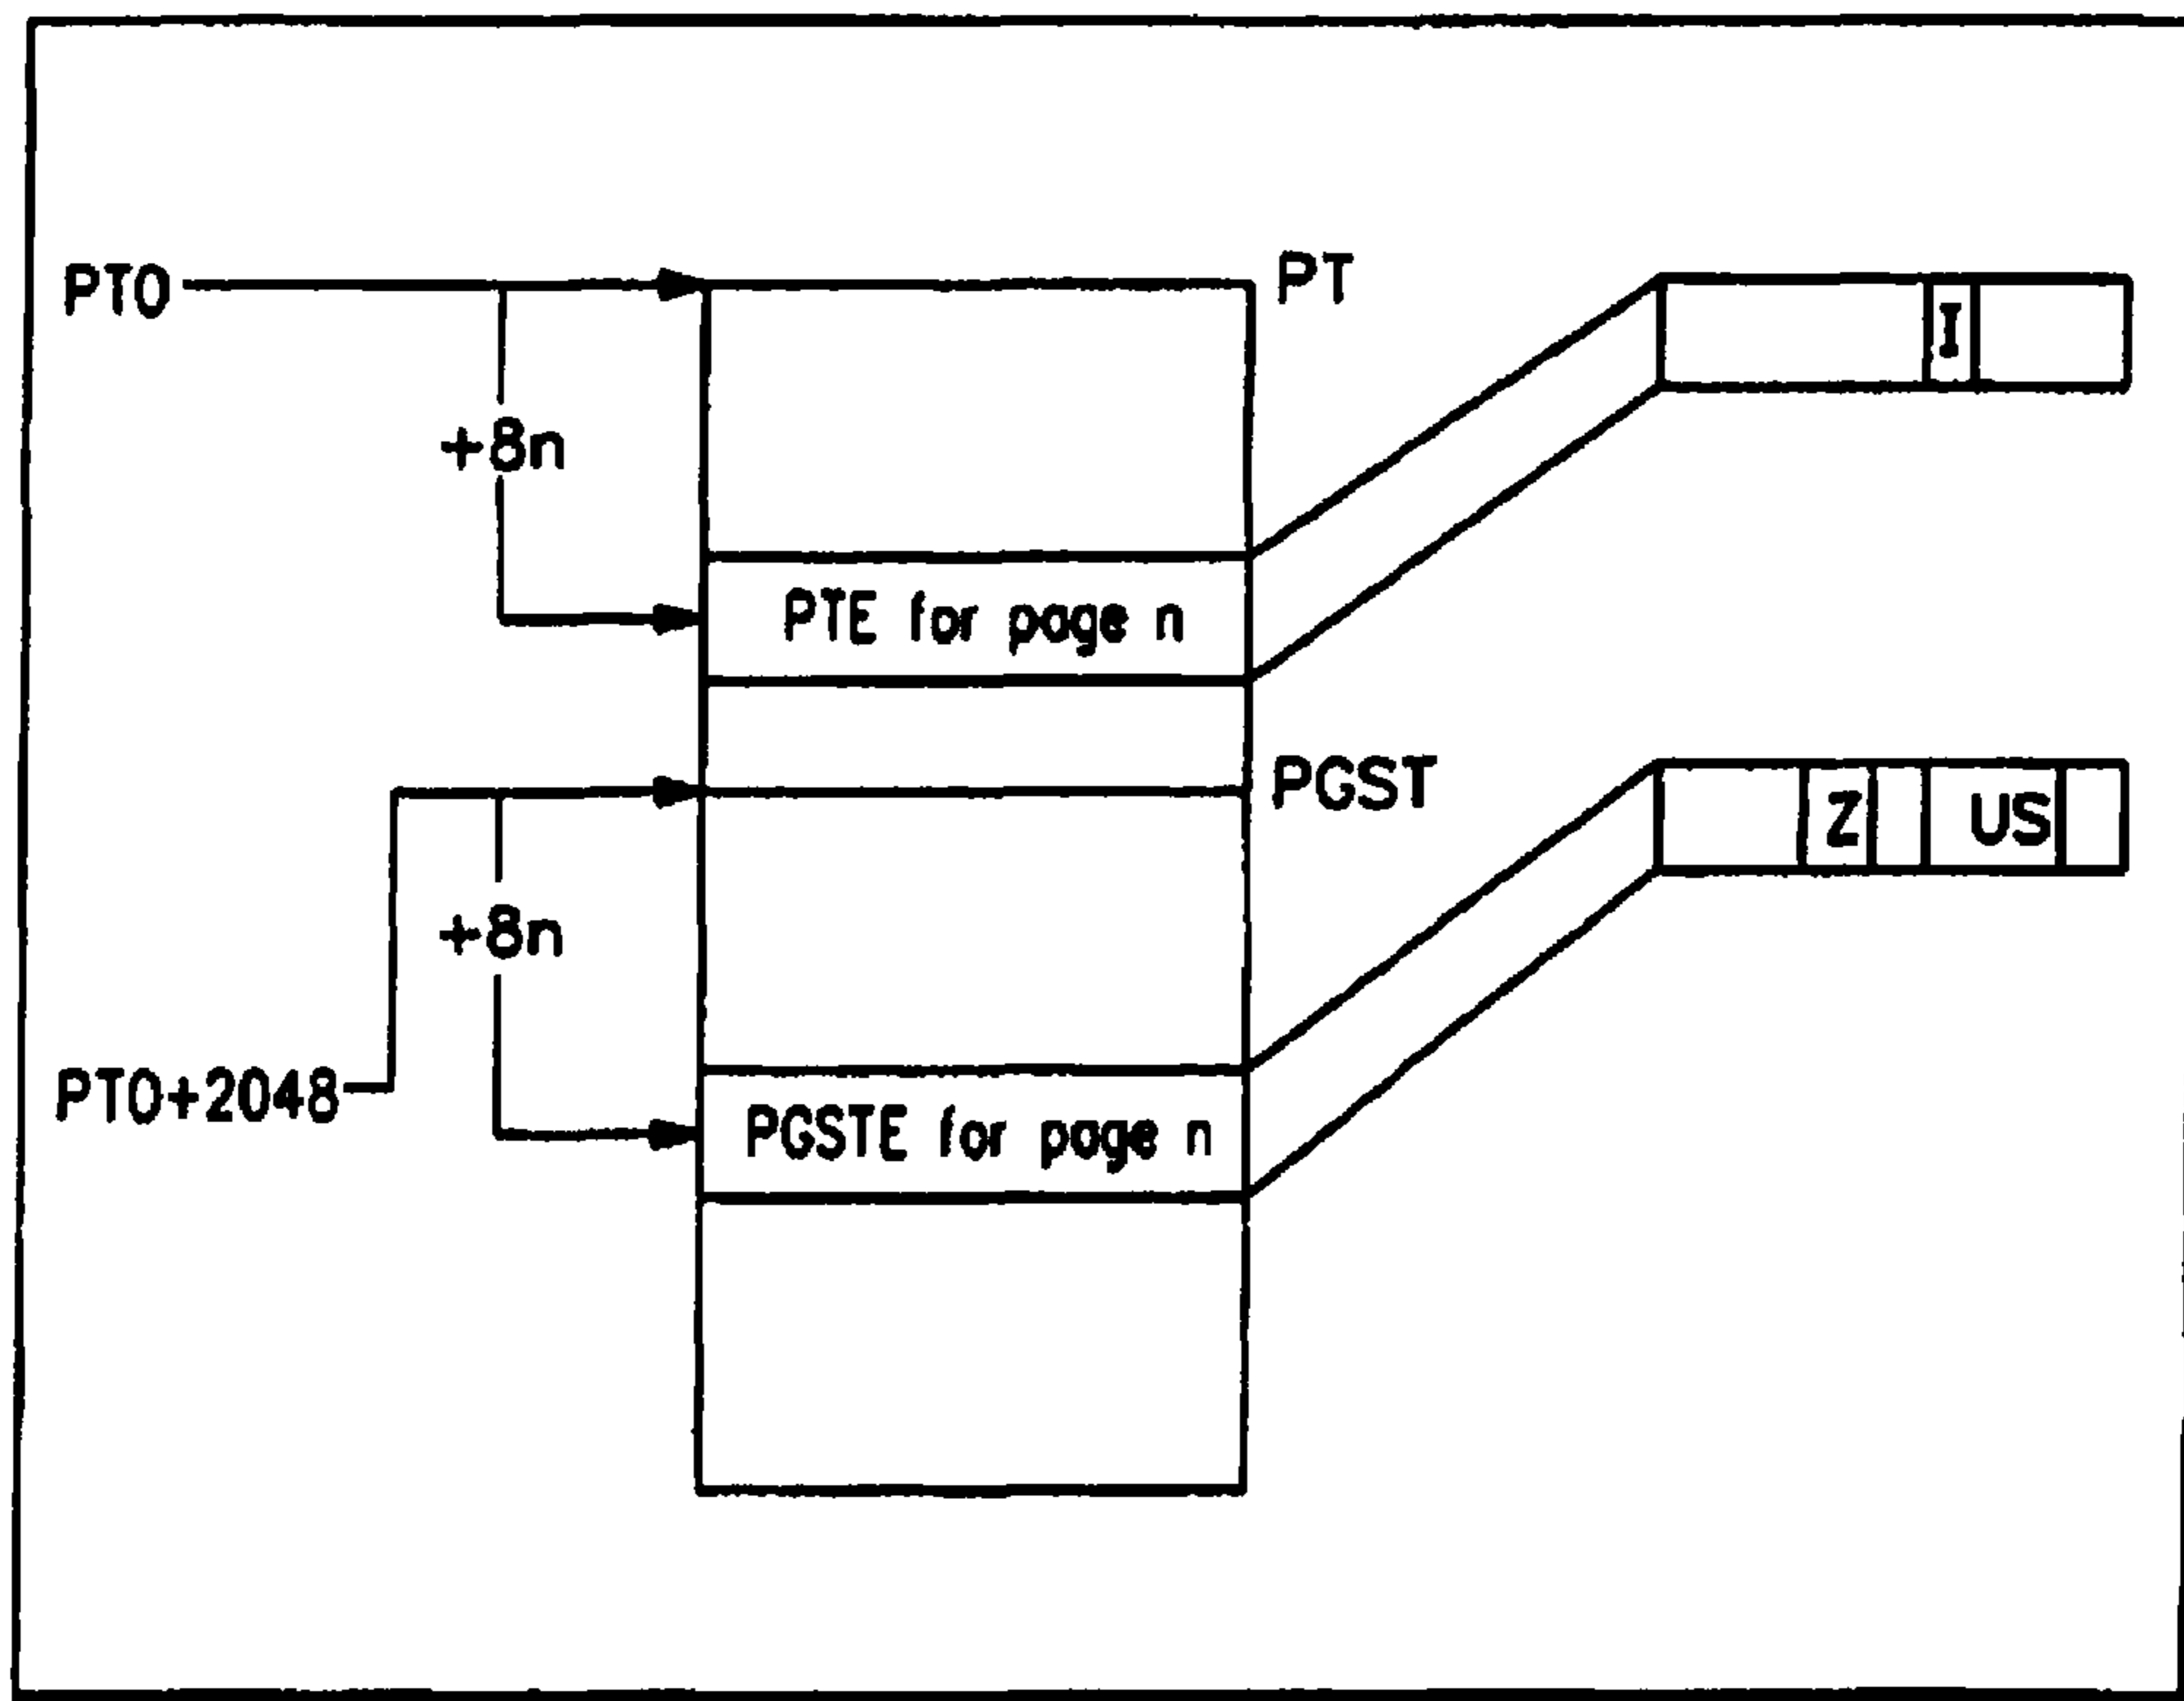 PTO
PT
I
+8n
PTE for page n
PGST
Z
US
+8n
PTO+2048
PGSTE for page n